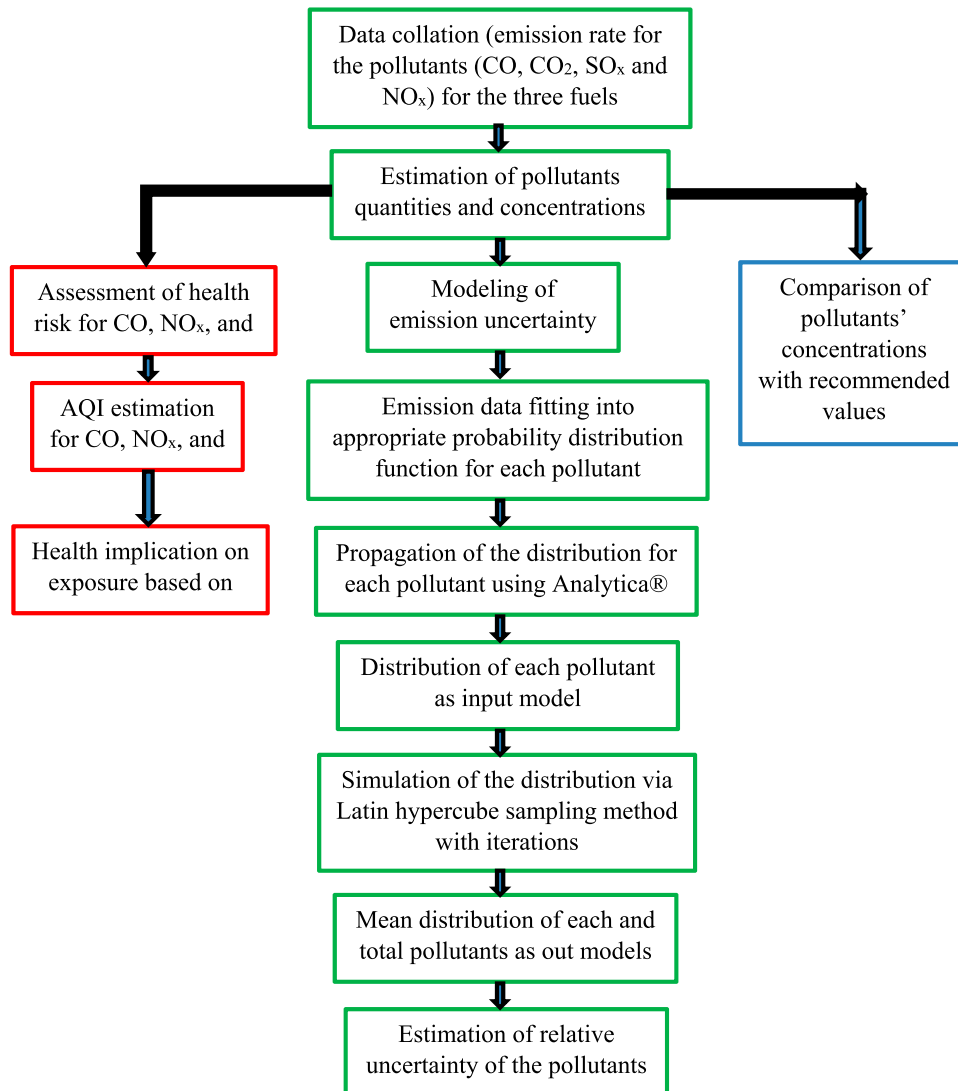 Data collation (emission rate for
the pollutants (CO, CO₂, SOₓ and
NOₓ) for the three fuels
Estimation of pollutants
quantities and concentrations
Assessment of health
risk for CO, NOₓ, and
AQI estimation
for CO, NOₓ, and
Health implication on
exposure based on
Modeling of
emission uncertainty
Emission data fitting into
appropriate probability distribution
function for each pollutant
Propagation of the distribution for
each pollutant using Analytica®
Distribution of each pollutant
as input model
Simulation of the distribution via
Latin hypercube sampling method
with iterations
Mean distribution of each and
total pollutants as out models
Estimation of relative
uncertainty of the pollutants
Comparison of
pollutants’
concentrations
with recommended
values